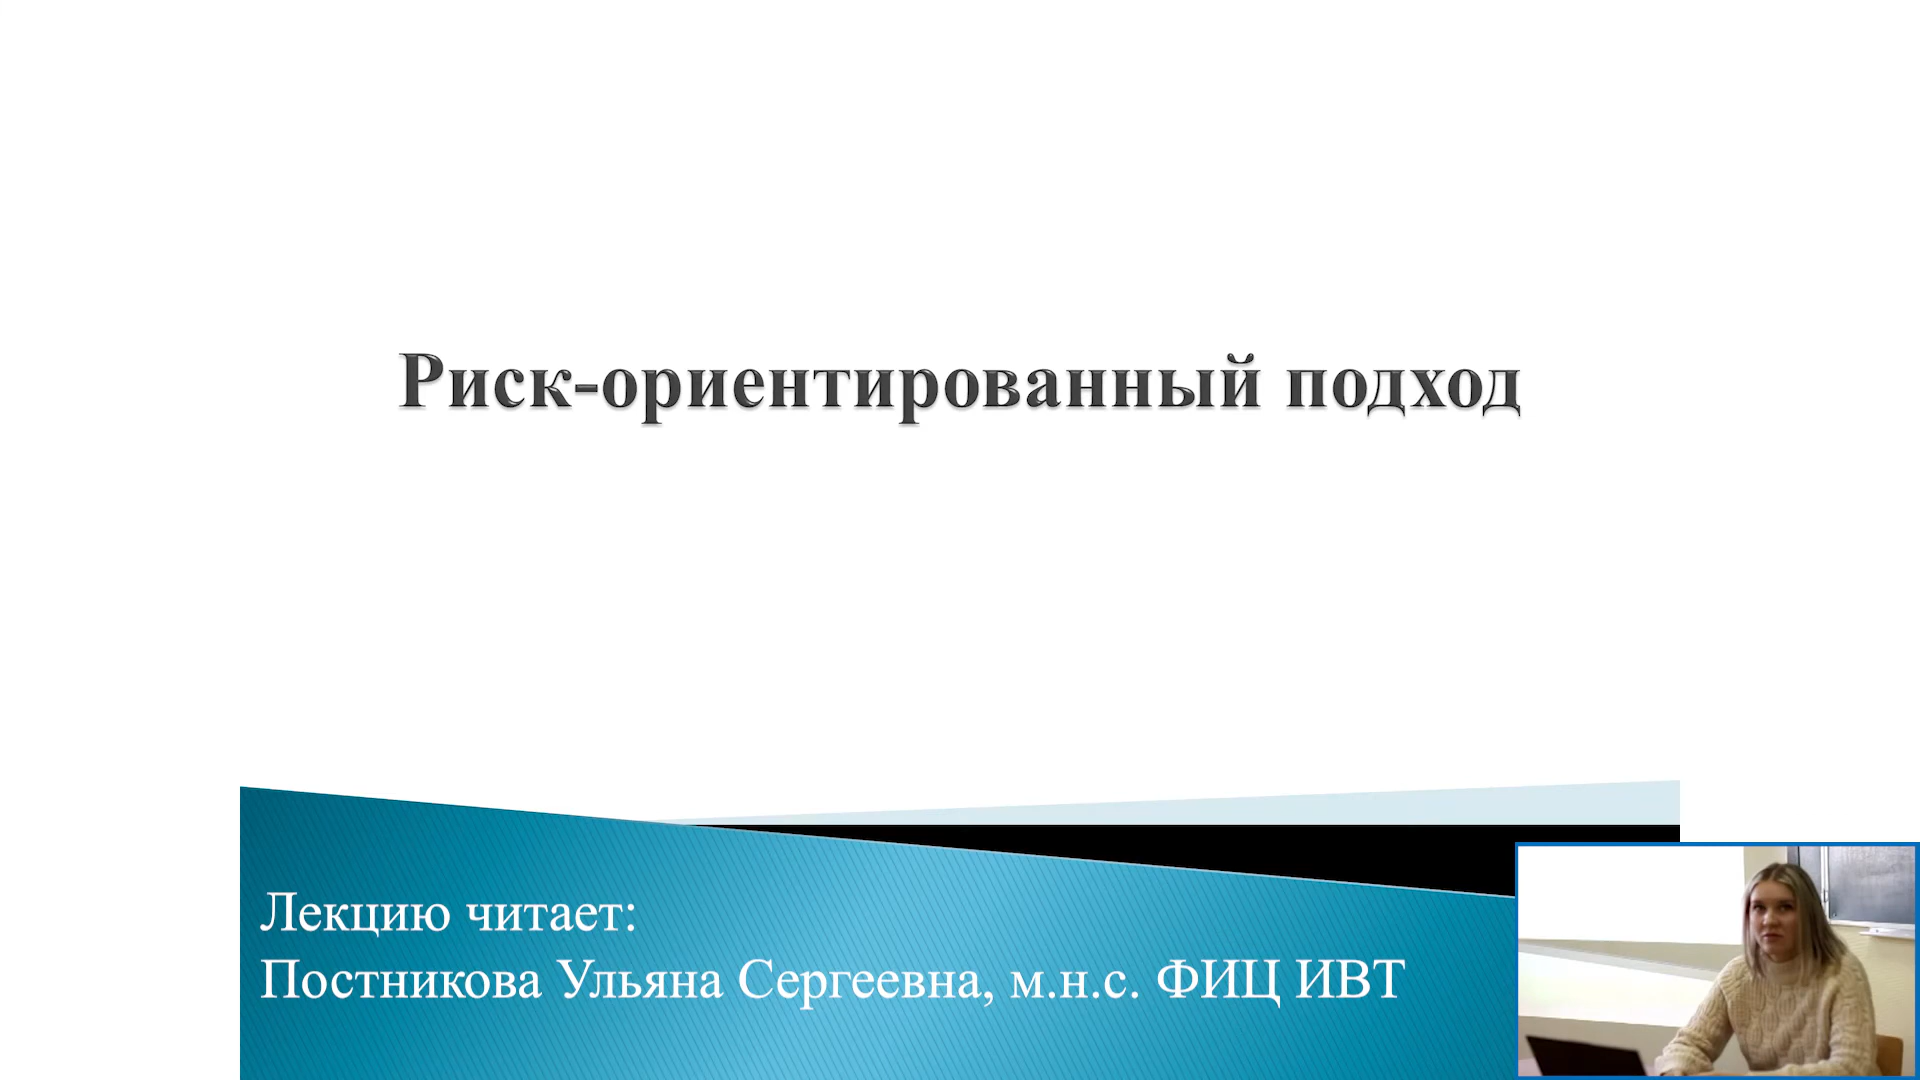 Риск-ориентированный подход
Лекцию читает:
Постникова Ульяна Сергеевна, м.н.с. ФИЦ ИВТ